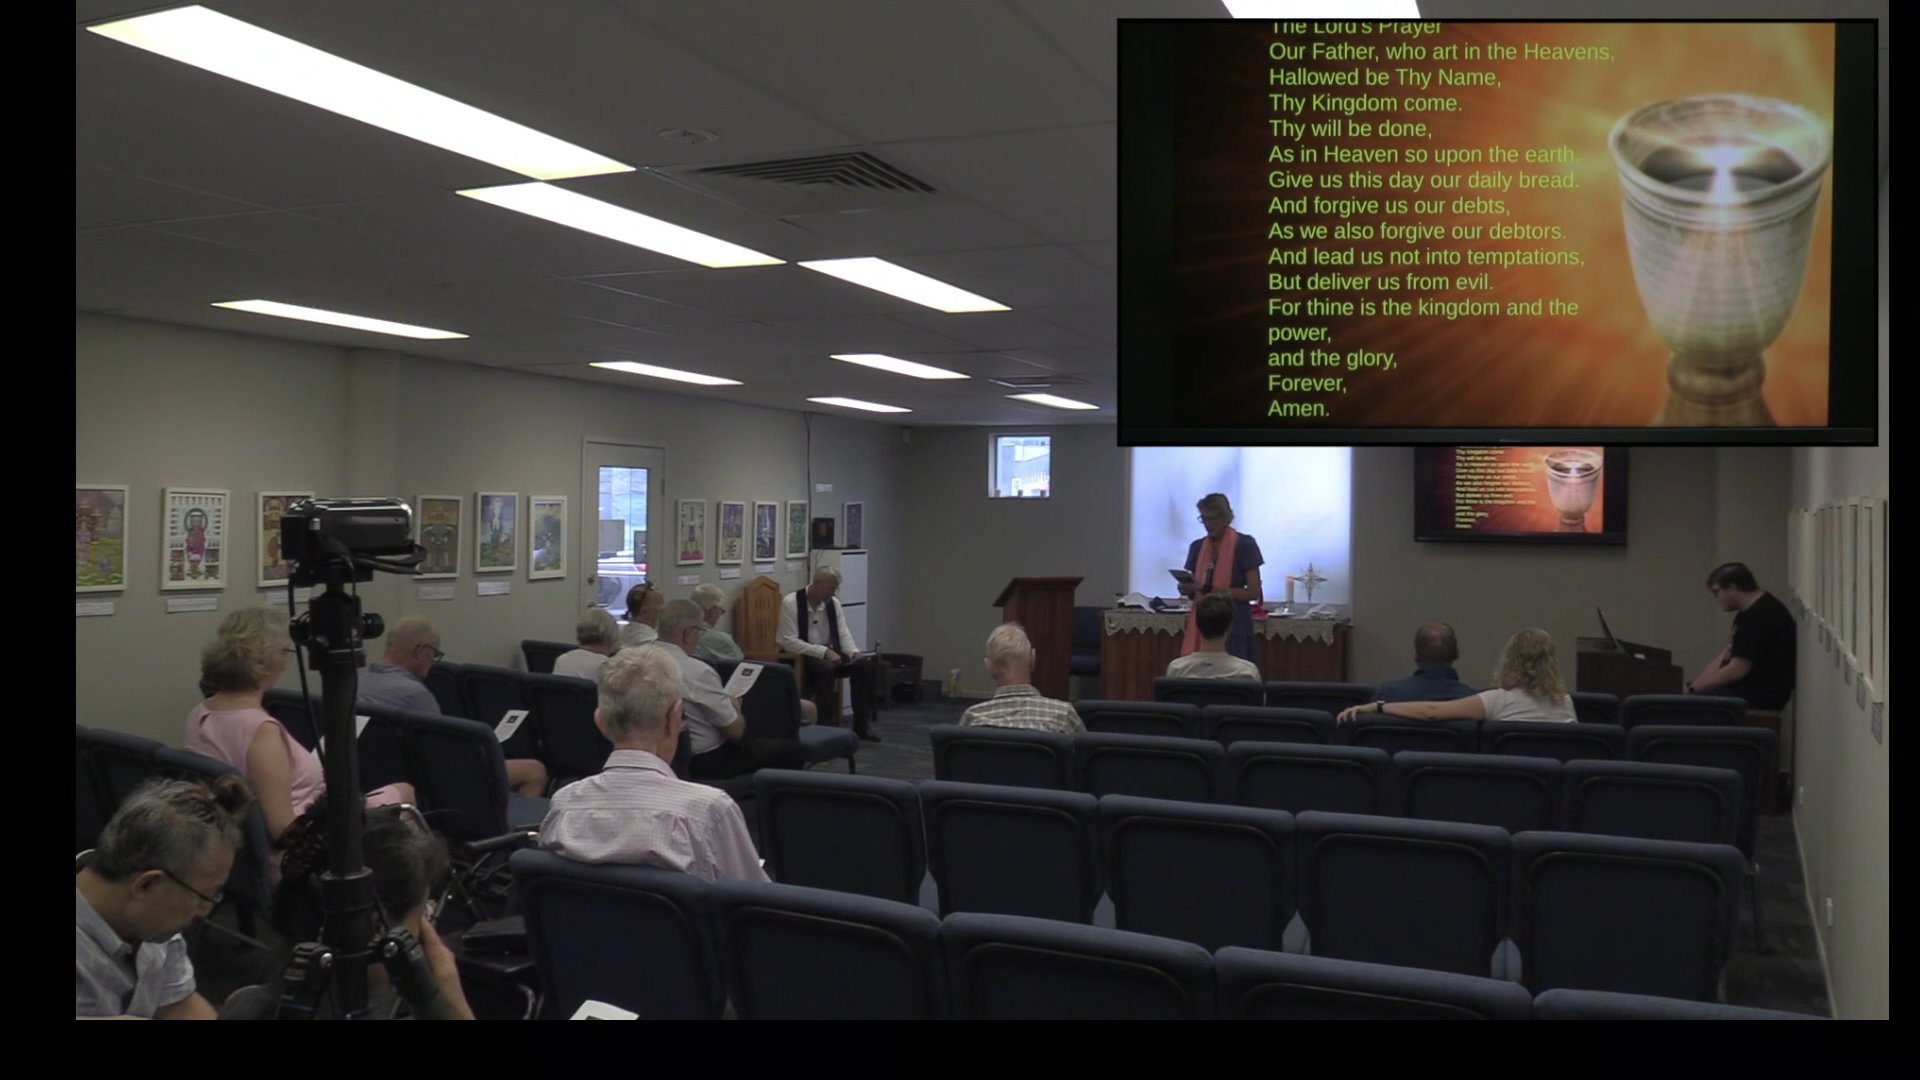 The Lord's Prayer
Our Father, who art in the Heavens,
Hallowed be Thy Name,
Thy Kingdom come.
Thy will be done,
As in Heaven so upon the earth.
Give us this day our daily bread.
And forgive us our debts,
As we also forgive our debtors.
And lead us not into temptations,
But deliver us from evil.
For thine is the kingdom and the
power,
and the glory,
Forever,
Amen.